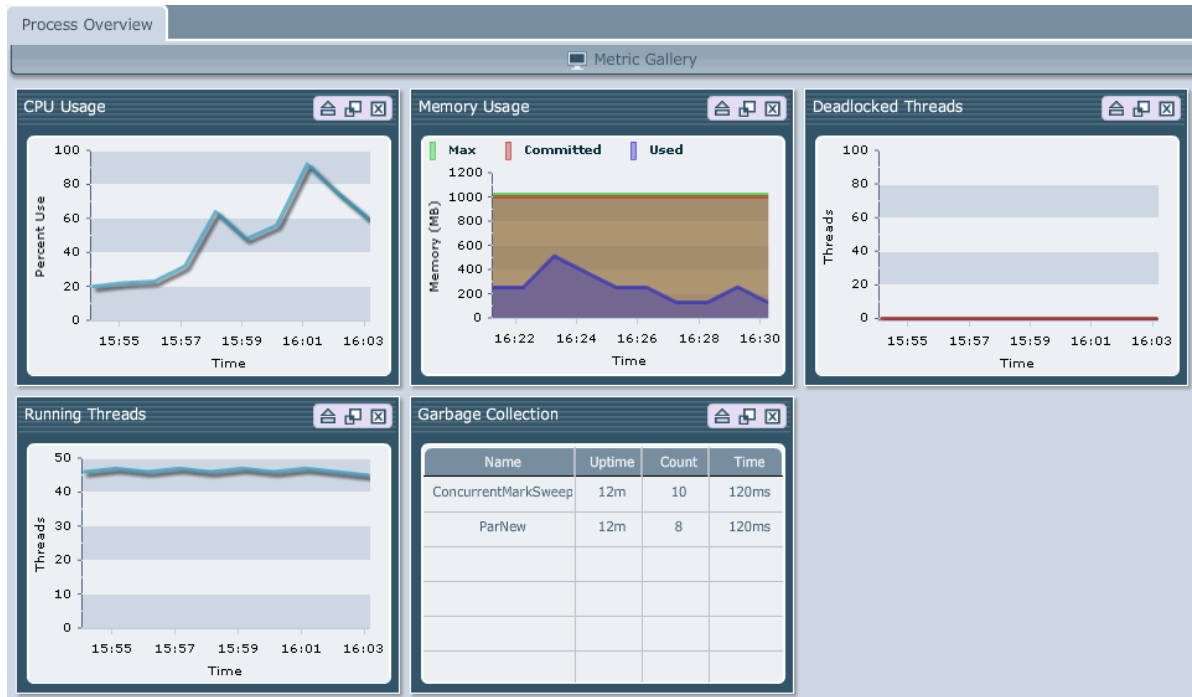 Process Overview
Metric Gallery
CPU Usage
100
80
60
40
20
0
Percent Use
15:55 15:57 15:59 16:01 16:03
Time
Memory Usage
Max Committed Used
1200
1000
800
600
400
200
0
Memory (MB)
16:22 16:24 16:26 16:28 16:30
Time
Deadlocked Threads
100
80
60
40
20
0
Threads
15:55 15:57 15:59 16:01 16:03
Time
Running Threads
50
40
30
20
10
0
Threads
15:55 15:57 15:59 16:01 16:03
Time
Garbage Collection
Name Uptime Count Time
ConcurrentMarkSweep 12m 10 120ms
ParNew 12m 8 120ms